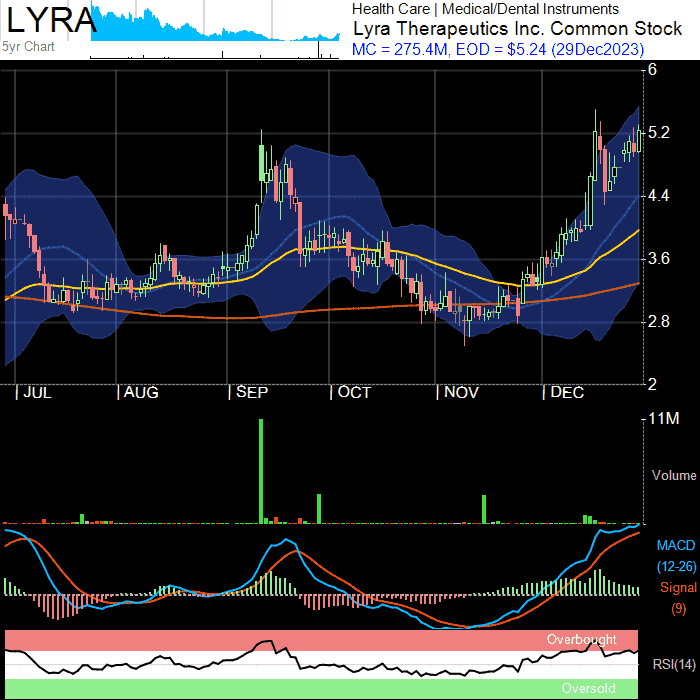 LYRA
5yr Chart
Health Care | Medical/Dental Instruments
Lyra Therapeutics Inc. Common Stock
MC = 275.4M, EOD = $5.24 (29Dec2023)
6
5.2
4.4
3.6
2.8
2
JUL AUG SEP OCT NOV DEC
11M
Volume
MACD
(12-26)
Signal
(9)
Overbought
RSI(14)
Oversold